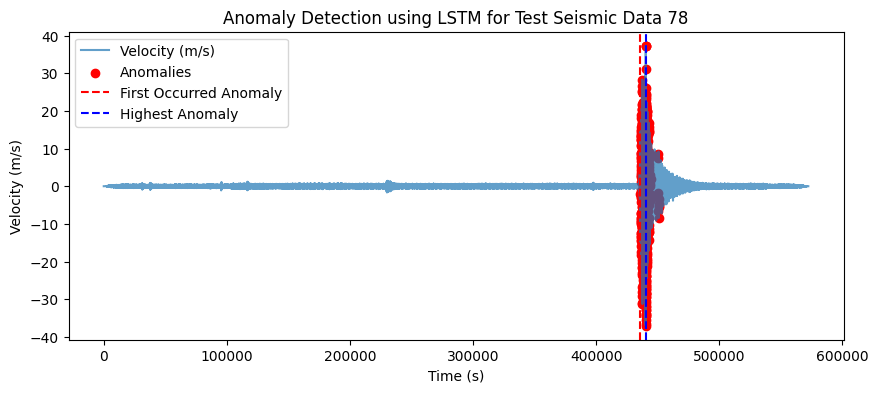 Anomaly Detection using LSTM for Test Seismic Data 78
Velocity (m/s)
Anomalies
First Occurred Anomaly
Highest Anomaly
Velocity (m/s)
40
30
20
10
0
−10
−20
−30
−40
0 100000 200000 300000 400000 500000 600000
Time (s)